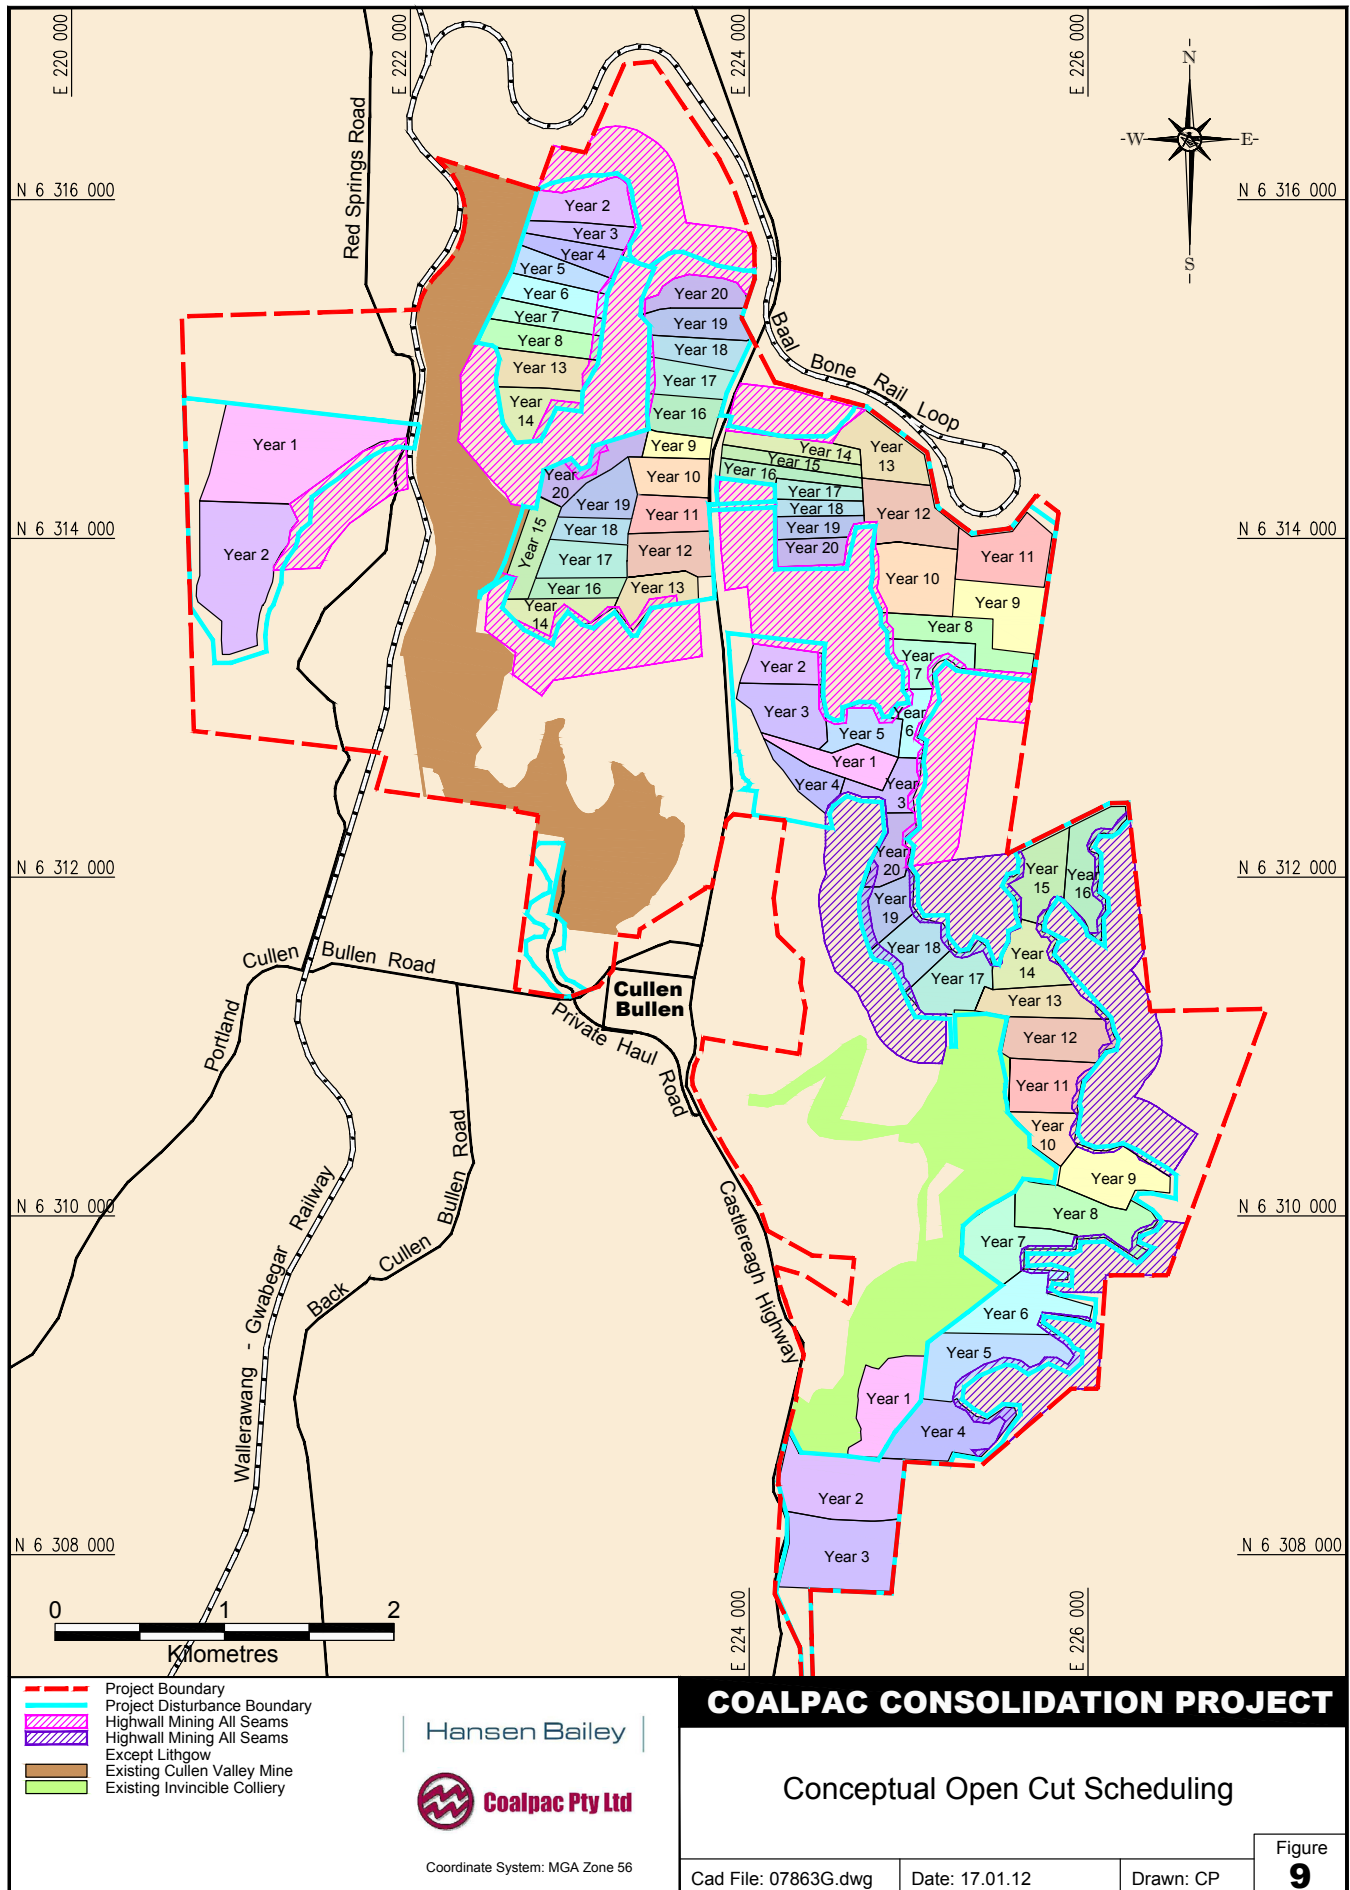 E 220 000
E 222 000
E 224 000
E 226 000
N
-W
E-
S
N 6 316 000
N 6 316 000
Red Springs Road
Year 2
Year 3
Year 4
Year 5
Year 6
Year 7
Year 8
Year 13
Year
14
Year 20
Year 19
Year 18
Year 17
Year 16
Year 9
Year 10
Year 11
Year 12
Year 13
Year
20
Year 19
Year 18
Year 17
Year 16
Year 15
Year
14
Baal Bone Rail Loop
Year 1
Year 2
Year 14
Year 15
Year 16
Year 17
Year 18
Year 19
Year 20
Year
13
Year 12
Year 11
Year 10
Year 9
Year 8
Year
7
Year
6
Year 2
Year 3
Year 5
Year 1
Year 4
Year
3
N 6 314 000
N 6 314 000
Year
20
Year
19
Year 18
Year 17
Year
15
Year
16
Year
14
Year 13
Year 12
Year 11
Year
10
Year 9
Year 8
Year 7
Year 6
Year 5
Year 4
Year 1
Year 2
Year 3
N 6 312 000
N 6 312 000
Cullen Bullen Road
Portland
Cullen
Bullen
Private Haul Road
Back Cullen Bullen Road
Castlereagh Highway
Wallerawang - Gwabegar Railway
N 6 310 000
N 6 310 000
N 6 308 000
N 6 308 000
E 224 000
E 226 000
0 1 2
Kilometres
Project Boundary
Project Disturbance Boundary
Highwall Mining All Seams
Highwall Mining All Seams
Except Lithgow
Existing Cullen Valley Mine
Existing Invincible Colliery
Hansen Bailey
Coalpac Pty Ltd
Coordinate System: MGA Zone 56
COALPAC CONSOLIDATION PROJECT
Conceptual Open Cut Scheduling
Cad File: 07863G.dwg
Date: 17.01.12
Drawn: CP
Figure
9